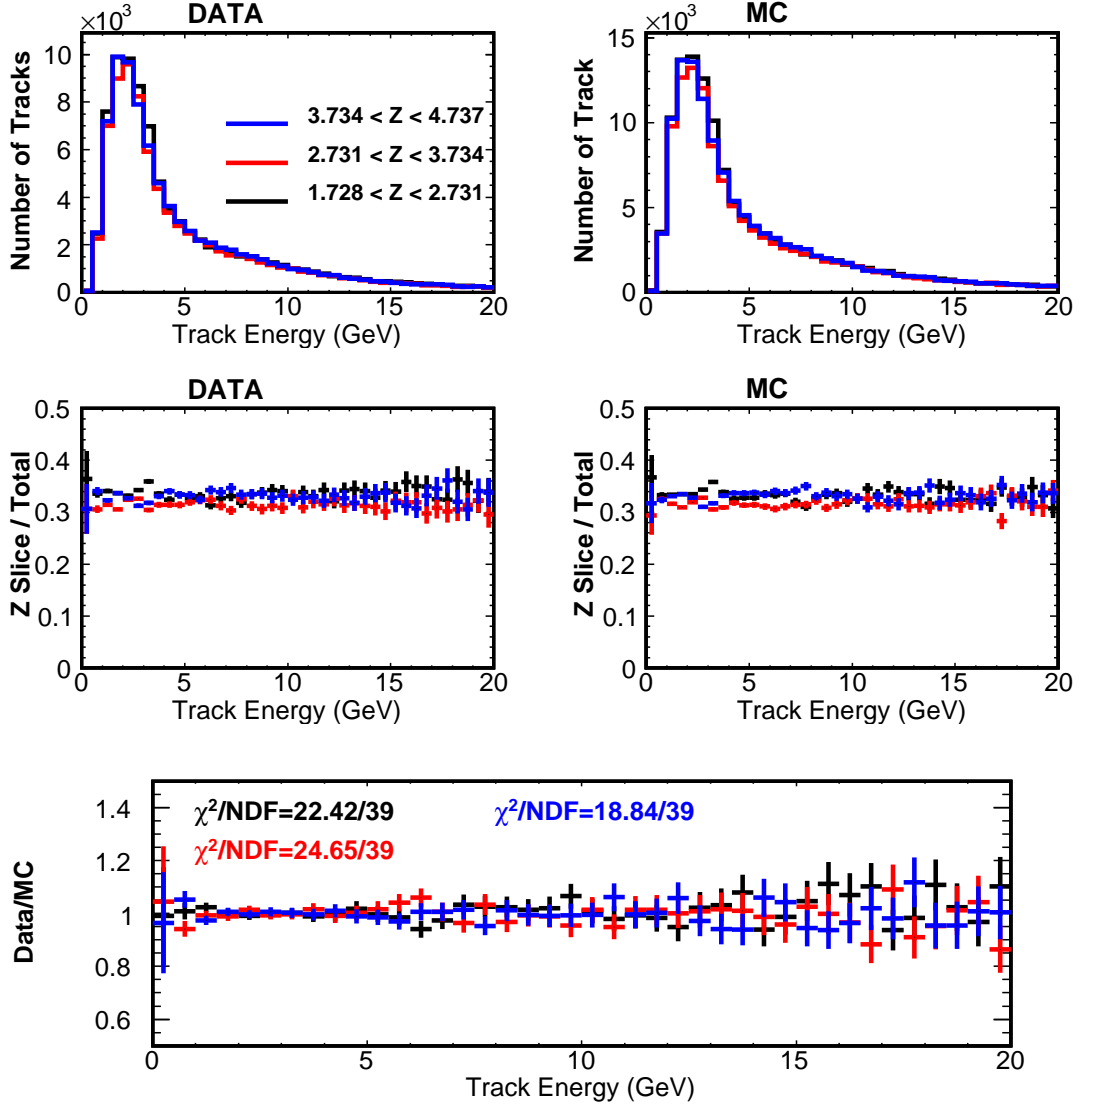 DATA
×10³
Number of Tracks
10
8
6
4
2
0
3.734 < Z < 4.737
2.731 < Z < 3.734
1.728 < Z < 2.731
0 5 10 15 20
Track Energy (GeV)
MC
×10³
Number of Track
15
10
5
0
0 5 10 15 20
Track Energy (GeV)
DATA
Z Slice / Total
0.5
0.4
0.3
0.2
0.1
0
0 5 10 15 20
Track Energy (GeV)
MC
Z Slice / Total
0.5
0.4
0.3
0.2
0.1
0
0 5 10 15 20
Track Energy (GeV)
Data/MC
1.4
1.2
1
0.8
0.6
χ²/NDF=22.42/39 χ²/NDF=18.84/39
χ²/NDF=24.65/39
0 5 10 15 20
Track Energy (GeV)